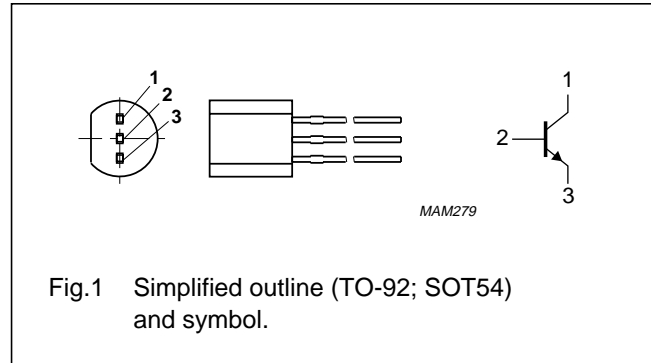 1
2
3
1
2
3
MAM279
Fig.1 Simplified outline (TO-92; SOT54)
and symbol.